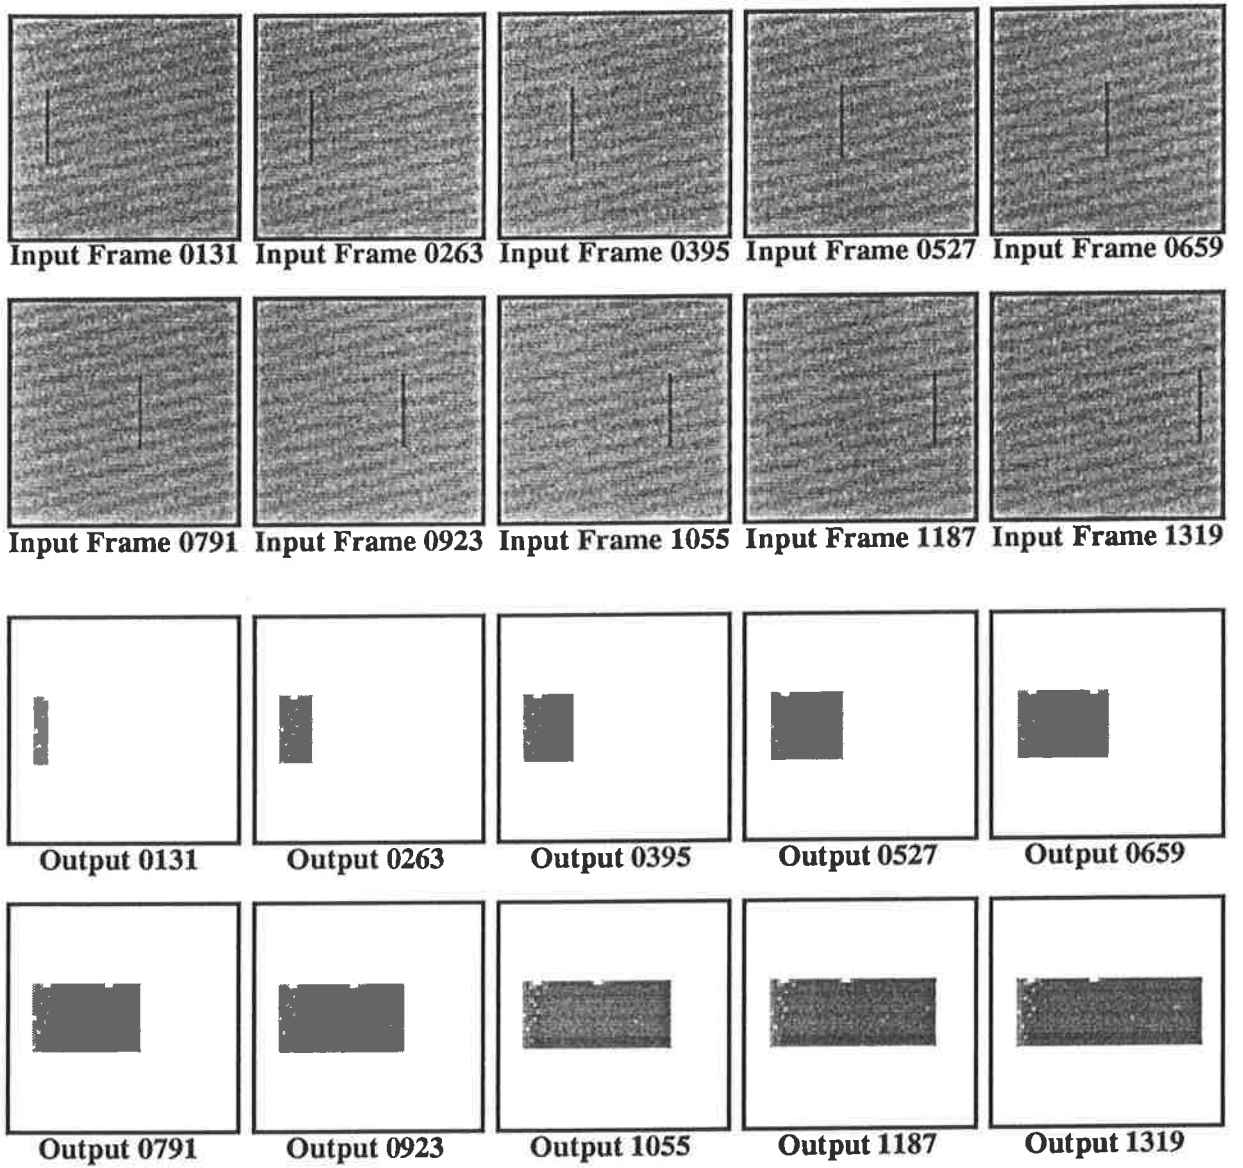 Input Frame 0131 Input Frame 0263 Input Frame 0395 Input Frame 0527 Input Frame 0659
Input Frame 0791 Input Frame 0923 Input Frame 1055 Input Frame 1187 Input Frame 1319
Output 0131 Output 0263 Output 0395 Output 0527 Output 0659
Output 0791 Output 0923 Output 1055 Output 1187 Output 1319